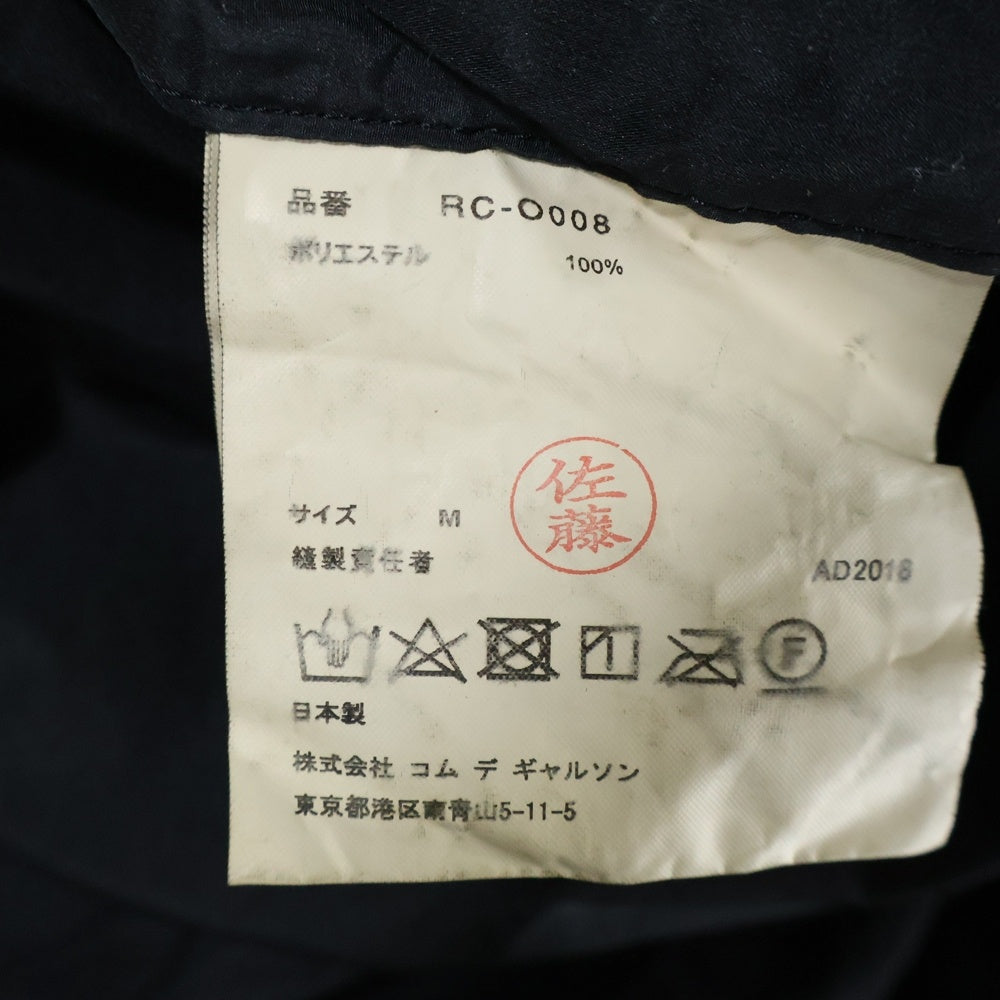 品番 RC-O008
ポリエステル 100%
サイズ M
佐藤
縫製責任者
AD2018
F
日本製
株式会社 コム デ ギャルソン
東京都港区南青山5-11-5